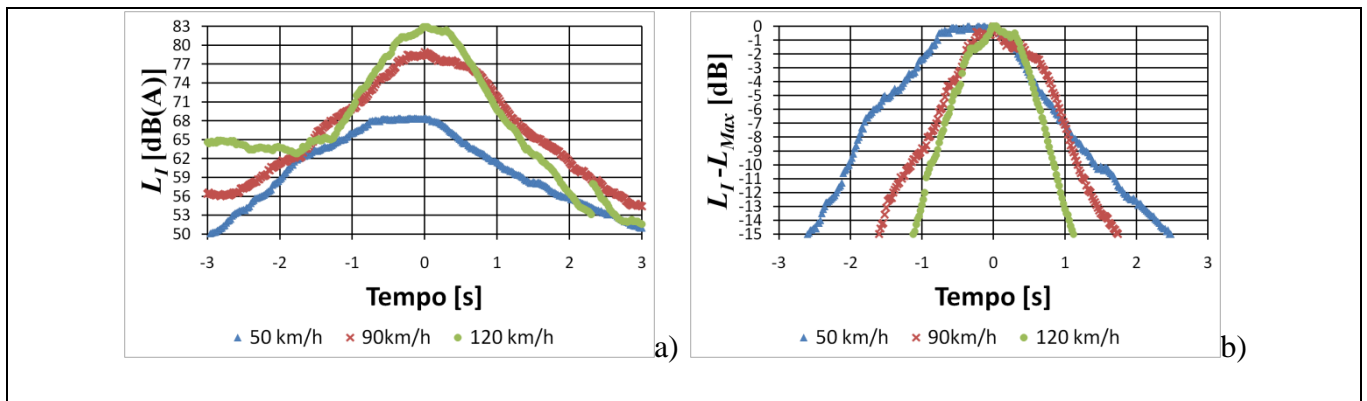 83
80
77
74
71
68
65
62
59
56
53
50
L_I [dB(A)]
-3 -2 -1 0 1 2 3
Tempo [s]
50 km/h 90km/h 120 km/h
a)
0
-1
-2
-3
-4
-5
-6
-7
-8
-9
-10
-11
-12
-13
-14
-15
L_I -L_Max [dB]
-3 -2 -1 0 1 2 3
Tempo [s]
50 km/h 90km/h 120 km/h
b)